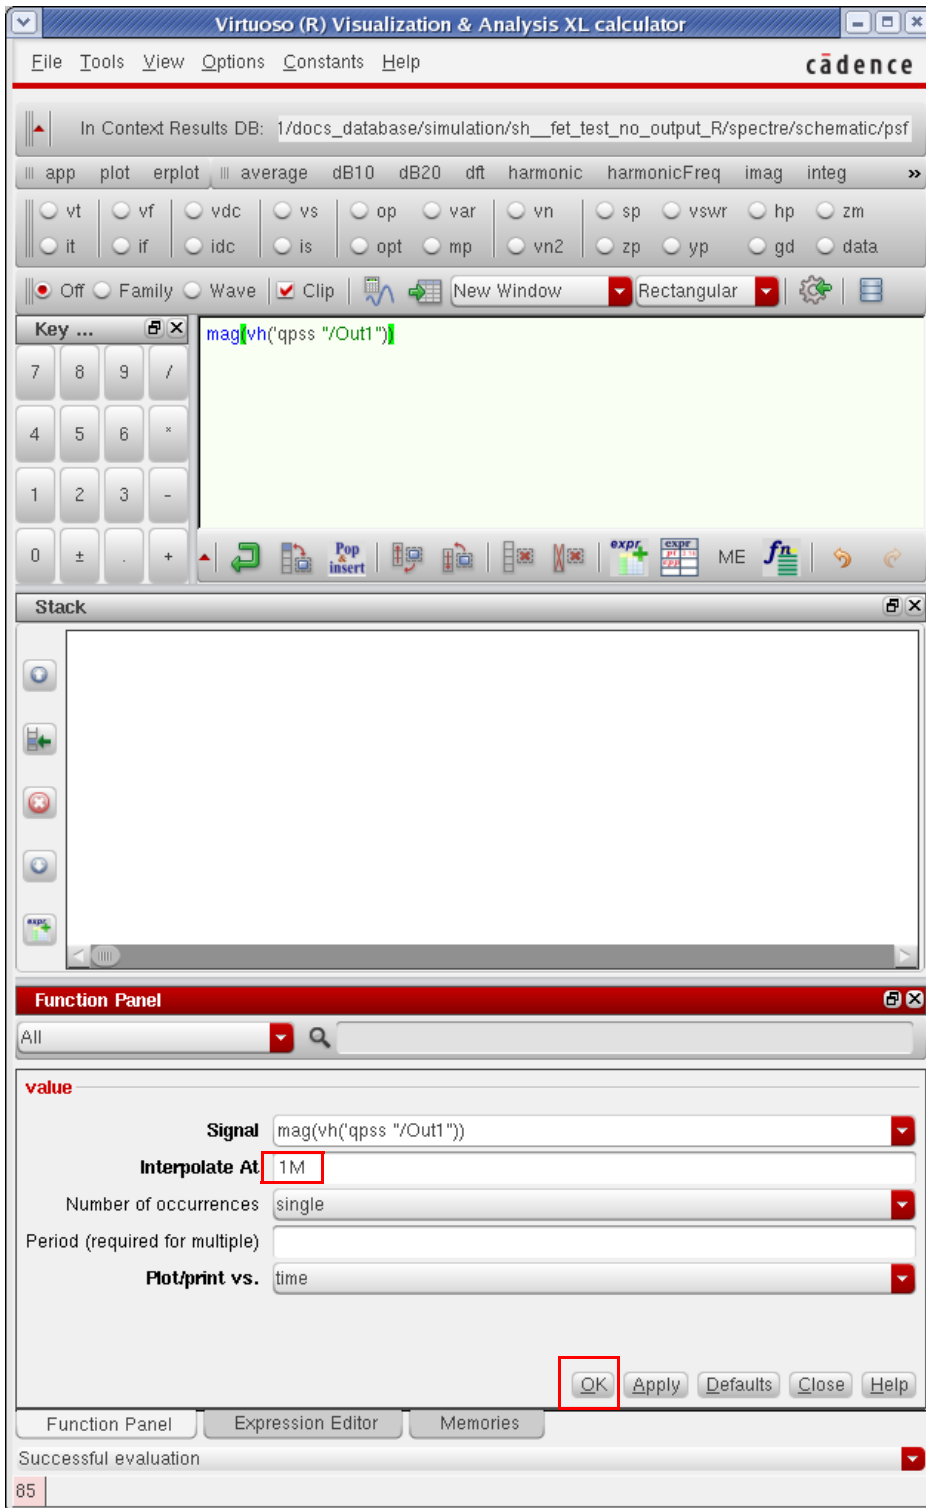 Virtuoso (R) Visualization & Analysis XL calculator
File Tools View Options Constants Help
cādence
In Context Results DB: 1/docs_database/simulation/sh__fet_test_no_output_R/spectre/schematic/psf
app plot erplot average dB10 dB20 dft harmonic harmonicFreq imag integ »
vt vf vdc vs op var vn sp vswr hp zm
it if idc is opt mp vn2 zp yp gd data
Off Family Wave Clip New Window Rectangular
Key ...
mag(vh('qpss "/Out1"))
7 8 9 /
4 5 6 *
1 2 3 -
0 ± . +
Pop & insert
expr
expr
ME
fn
Stack
expr
Function Panel
All
value
Signal mag(vh('qpss "/Out1"))
Interpolate At 1M
Number of occurrences single
Period (required for multiple)
Plot/print vs. time
OK Apply Defaults Close Help
Function Panel Expression Editor Memories
Successful evaluation
85